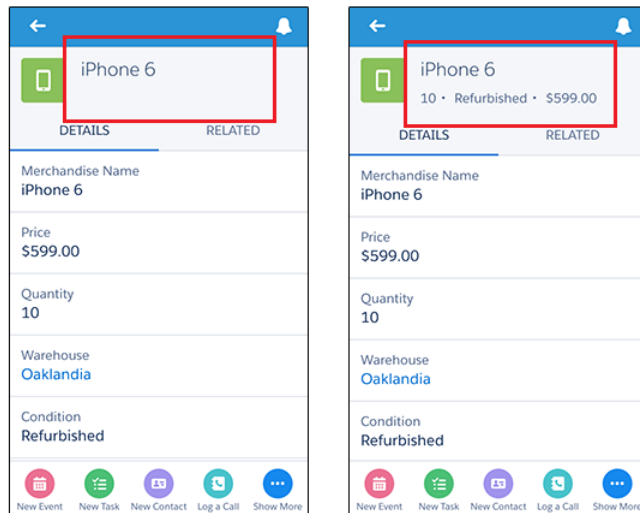 iPhone 6
DETAILS RELATED
Merchandise Name
iPhone 6
Price
$599.00
Quantity
10
Warehouse
Oaklandia
Condition
Refurbished
New Event New Task New Contact Log a Call Show More
iPhone 6
10 • Refurbished • $599.00
DETAILS RELATED
Merchandise Name
iPhone 6
Price
$599.00
Quantity
10
Warehouse
Oaklandia
Condition
Refurbished
New Event New Task New Contact Log a Call Show More